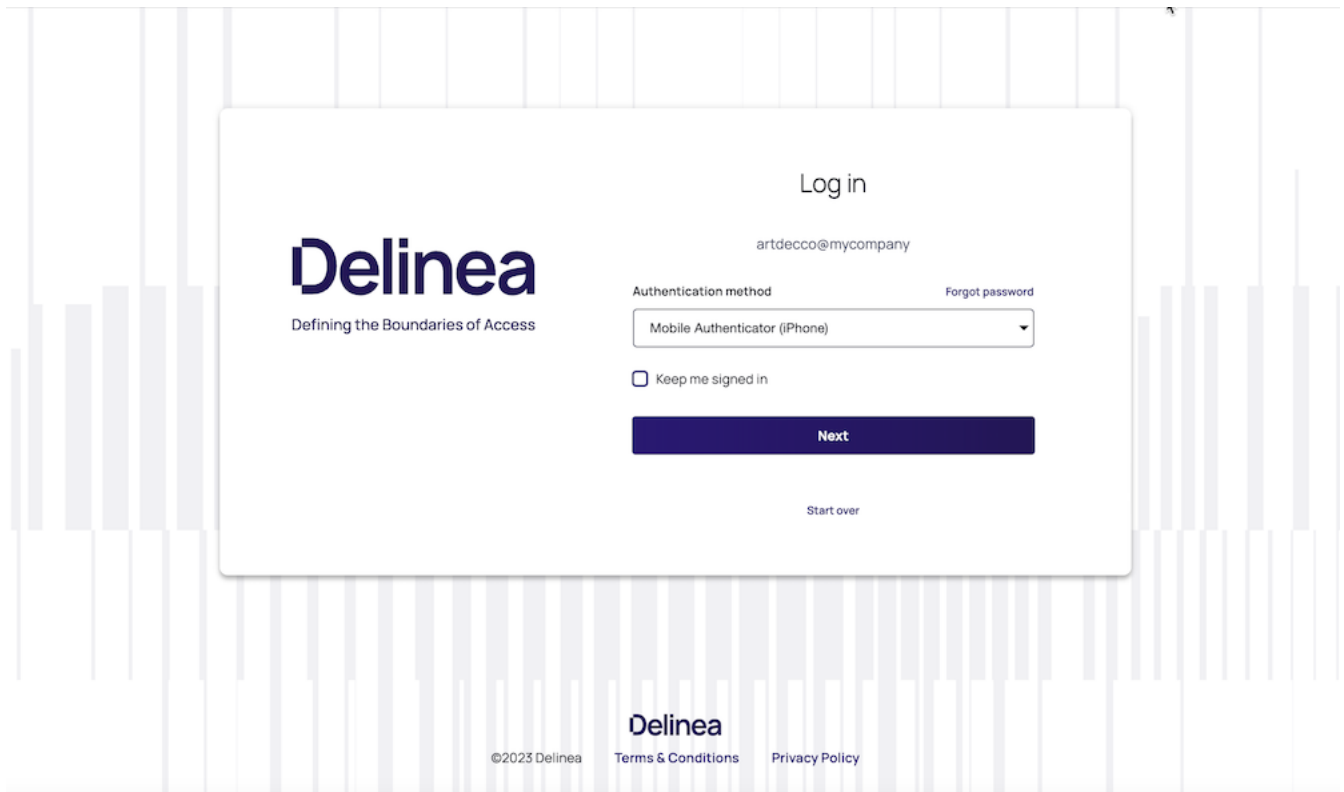 Log in
Delinea
Defining the Boundaries of Access
artdecco@mycompany
Authentication method Forgot password
Mobile Authenticator (iPhone)
Keep me signed in
Next
Start over
Delinea
©2023 Delinea Terms & Conditions Privacy Policy